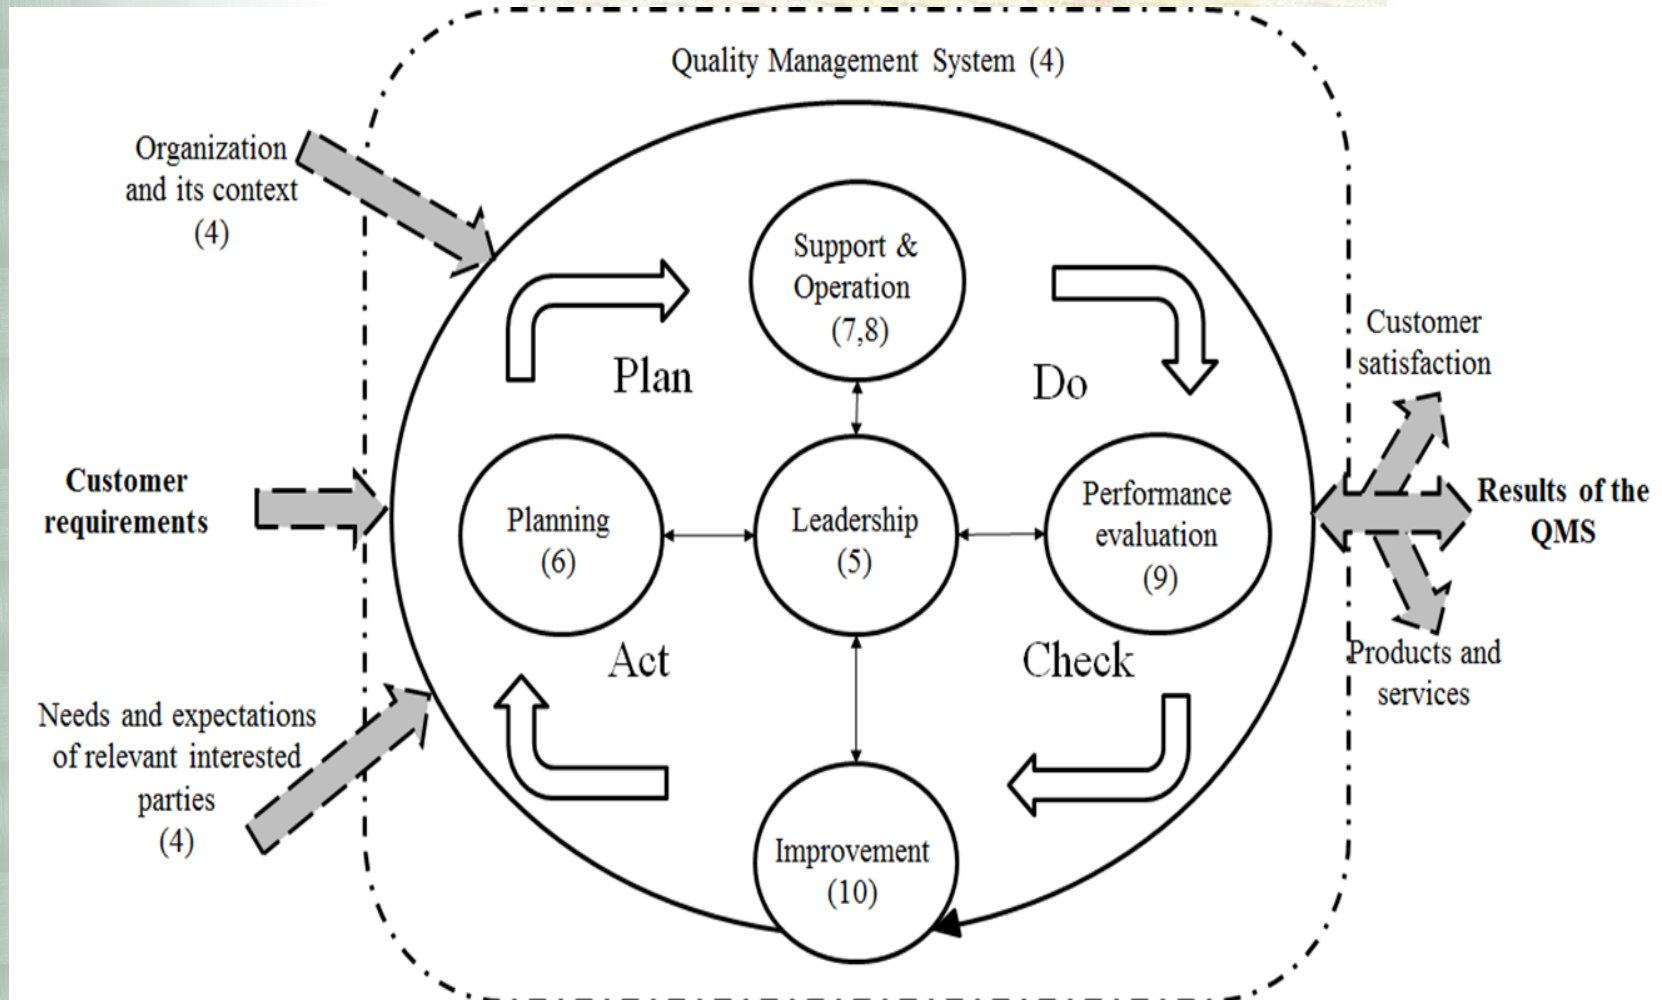 Quality Management System (4)
Organization
and its context
(4)
Support &
Operation
(7,8)
Plan
Do
Customer
satisfaction
Customer
requirements
Planning
(6)
Leadership
(5)
Performance
evaluation
(9)
Results of the
QMS
Act
Check
Products and
services
Needs and expectations
of relevant interested
parties
(4)
Improvement
(10)